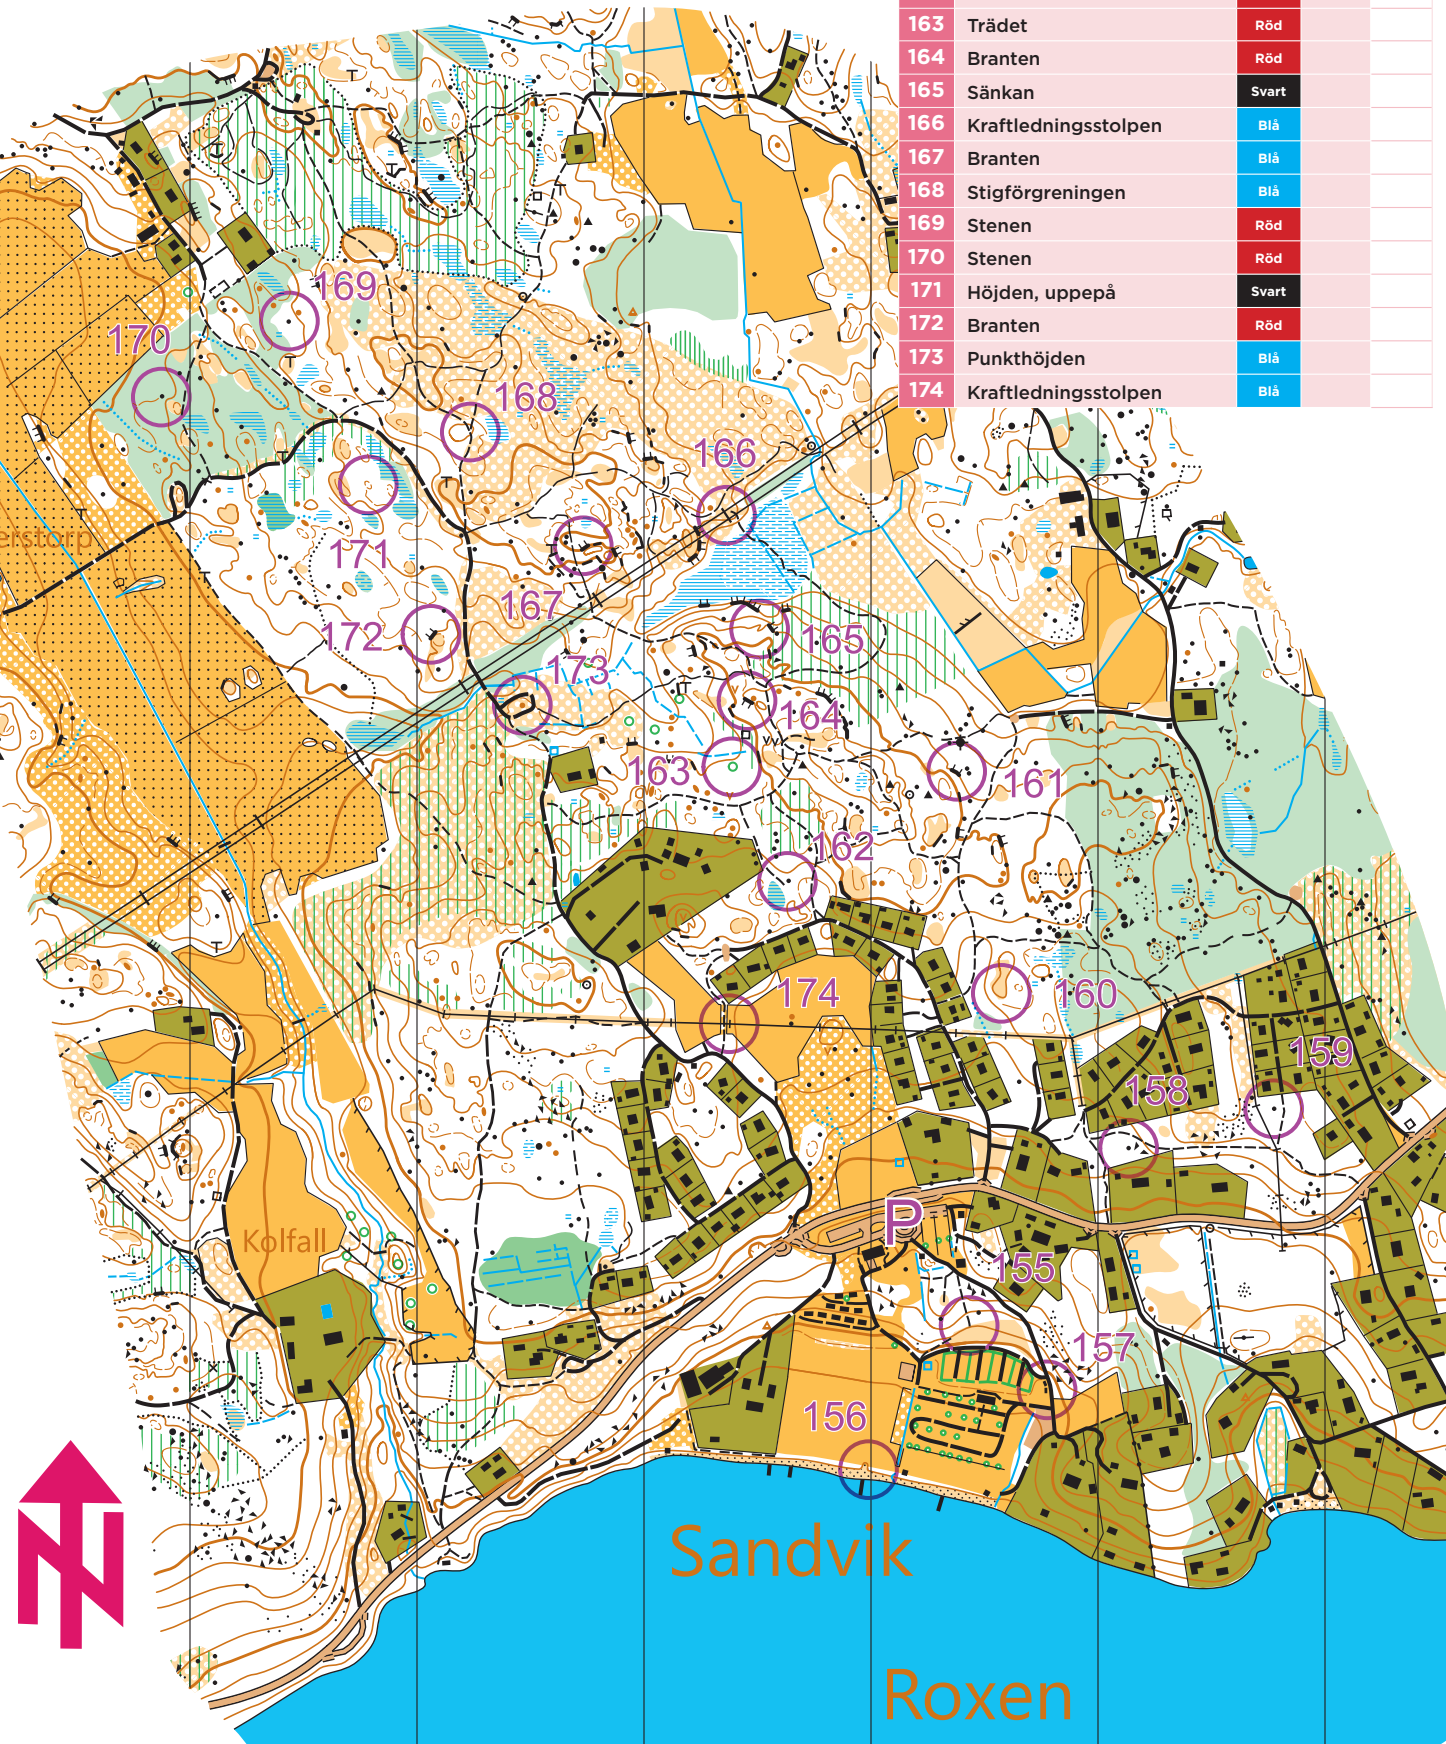 163 Trädet Röd
164 Branten Röd
165 Sänkan Svart
166 Kraftledningsstolpen Blå
167 Branten Blå
168 Stigförgreningen Blå
169 Stenen Röd
170 Stenen Röd
171 Höjden, uppepå Svart
172 Branten Röd
173 Punkthöjden Blå
174 Kraftledningsstolpen Blå
169
170
168
166
erstorp
171
167
172
165
173
164
163
161
162
174
160
159
158
P
Kolfall
155
157
156
Sandvik
Roxen
N